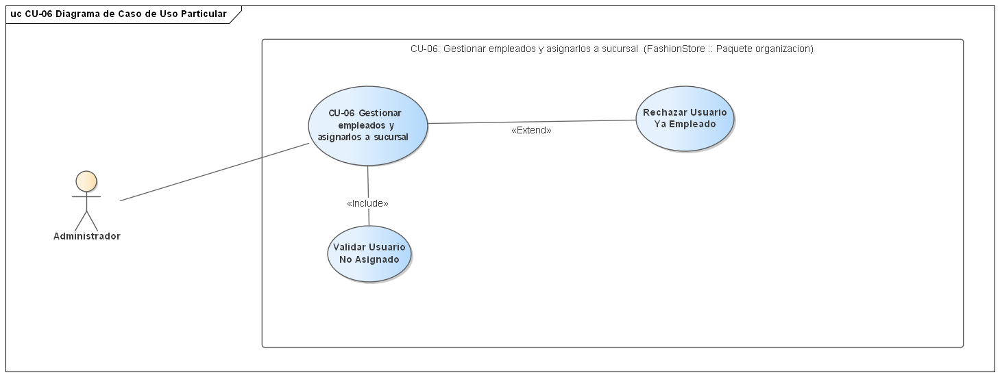 uc CU-06 Diagrama de Caso de Uso Particular
CU-06: Gestionar empleados y asignarlos a sucursal (FashionStore :: Paquete organizacion)
CU-06 Gestionar
empleados y
asignarlos a sucursal
Rechazar Usuario
Ya Empleado
«Extend»
«Include»
Administrador
Validar Usuario
No Asignado